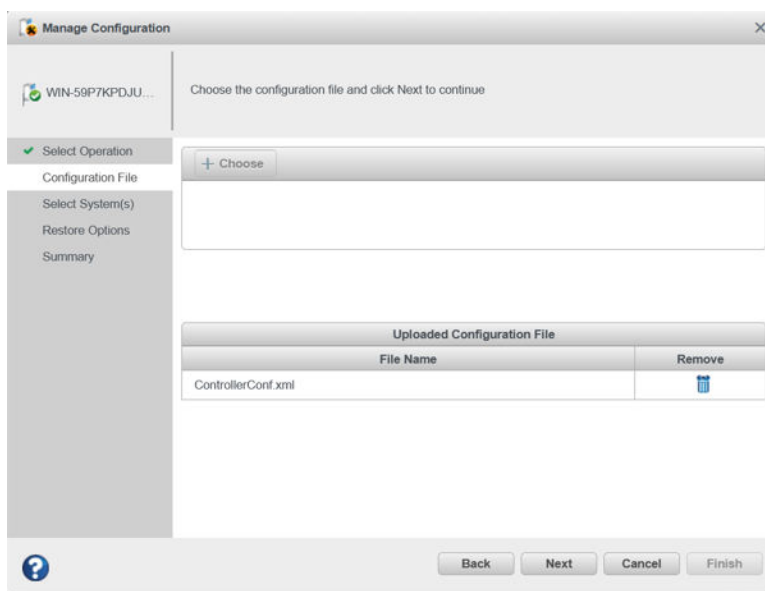 Manage Configuration
WIN-59P7KPDJU...
Choose the configuration file and click Next to continue
Select Operation
Configuration File
Select System(s)
Restore Options
Summary
+ Choose
Uploaded Configuration File
File Name Remove
ControllerConf.xml
? Back Next Cancel Finish